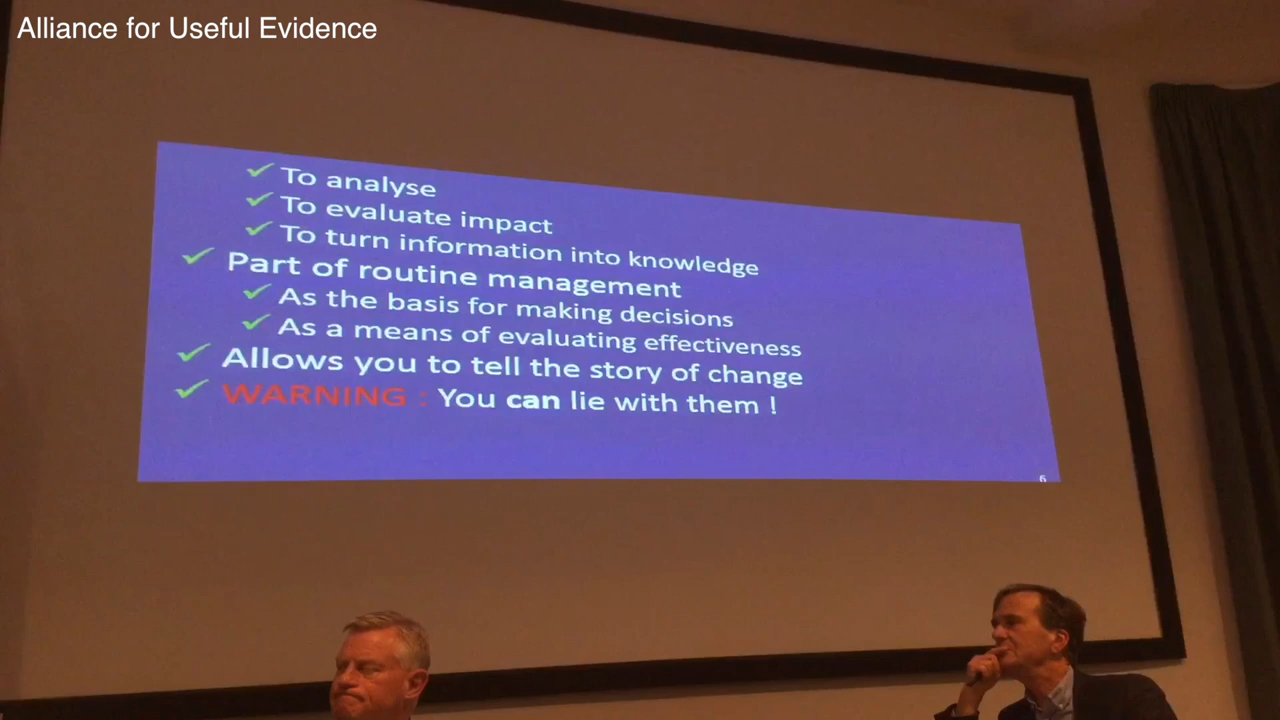 Alliance for Useful Evidence
To analyse
To evaluate impact
To turn information into knowledge
Part of routine management
As the basis for making decisions
As a means of evaluating effectiveness
Allows you to tell the story of change
WARNING : You can lie with them !
6